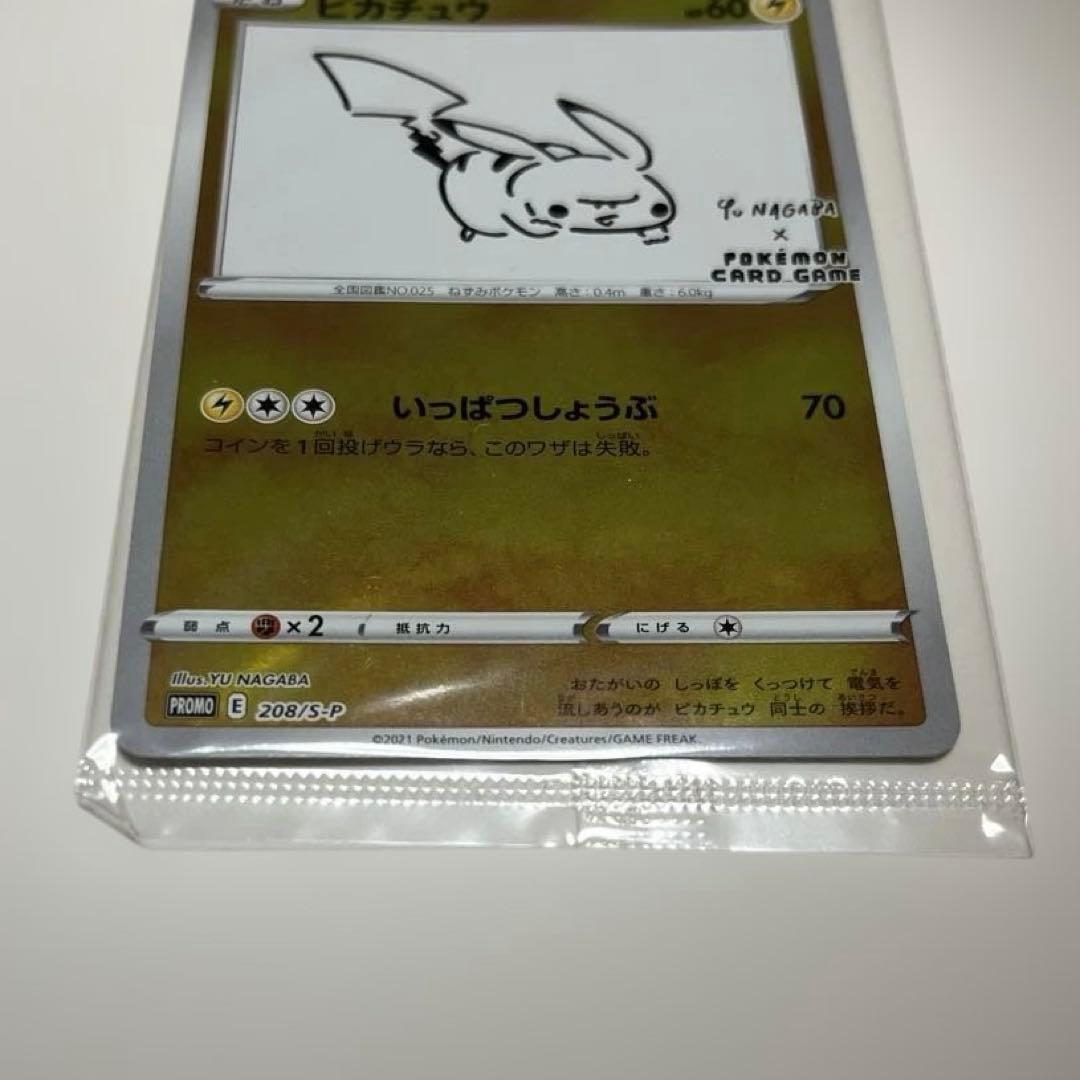 ピカチュウ
60
Yu NAGABA
×
POKÉMON
CARD GAME
全国図鑑NO.025 ねずみポケモン 高さ:0.4m 重さ:6.0kg
いっぱつしょうぶ 70
コインを1回投げウラなら、このワザは失敗。
弱点 ×2 抵抗力 にげる
Illus.YU NAGABA
PROMO E 208/S-P
おたがいの しっぽを くっつけて 電気を
流しあうのが ピカチュウ 同士の 挨拶だ。
©2021 Pokémon/Nintendo/Creatures/GAME FREAK.